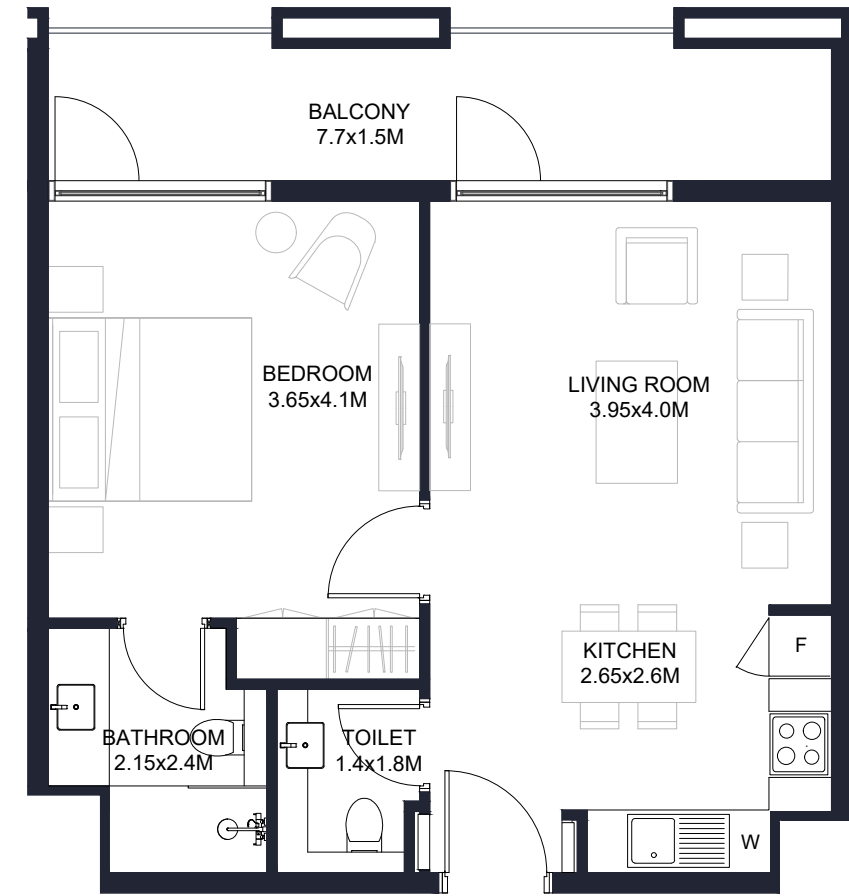 BALCONY
7.7x1.5M
BEDROOM
3.65x4.1M
LIVING ROOM
3.95x4.0M
KITCHEN
2.65x2.6M
F
BATHROOM
2.15x2.4M
TOILET
1.4x1.8M
W